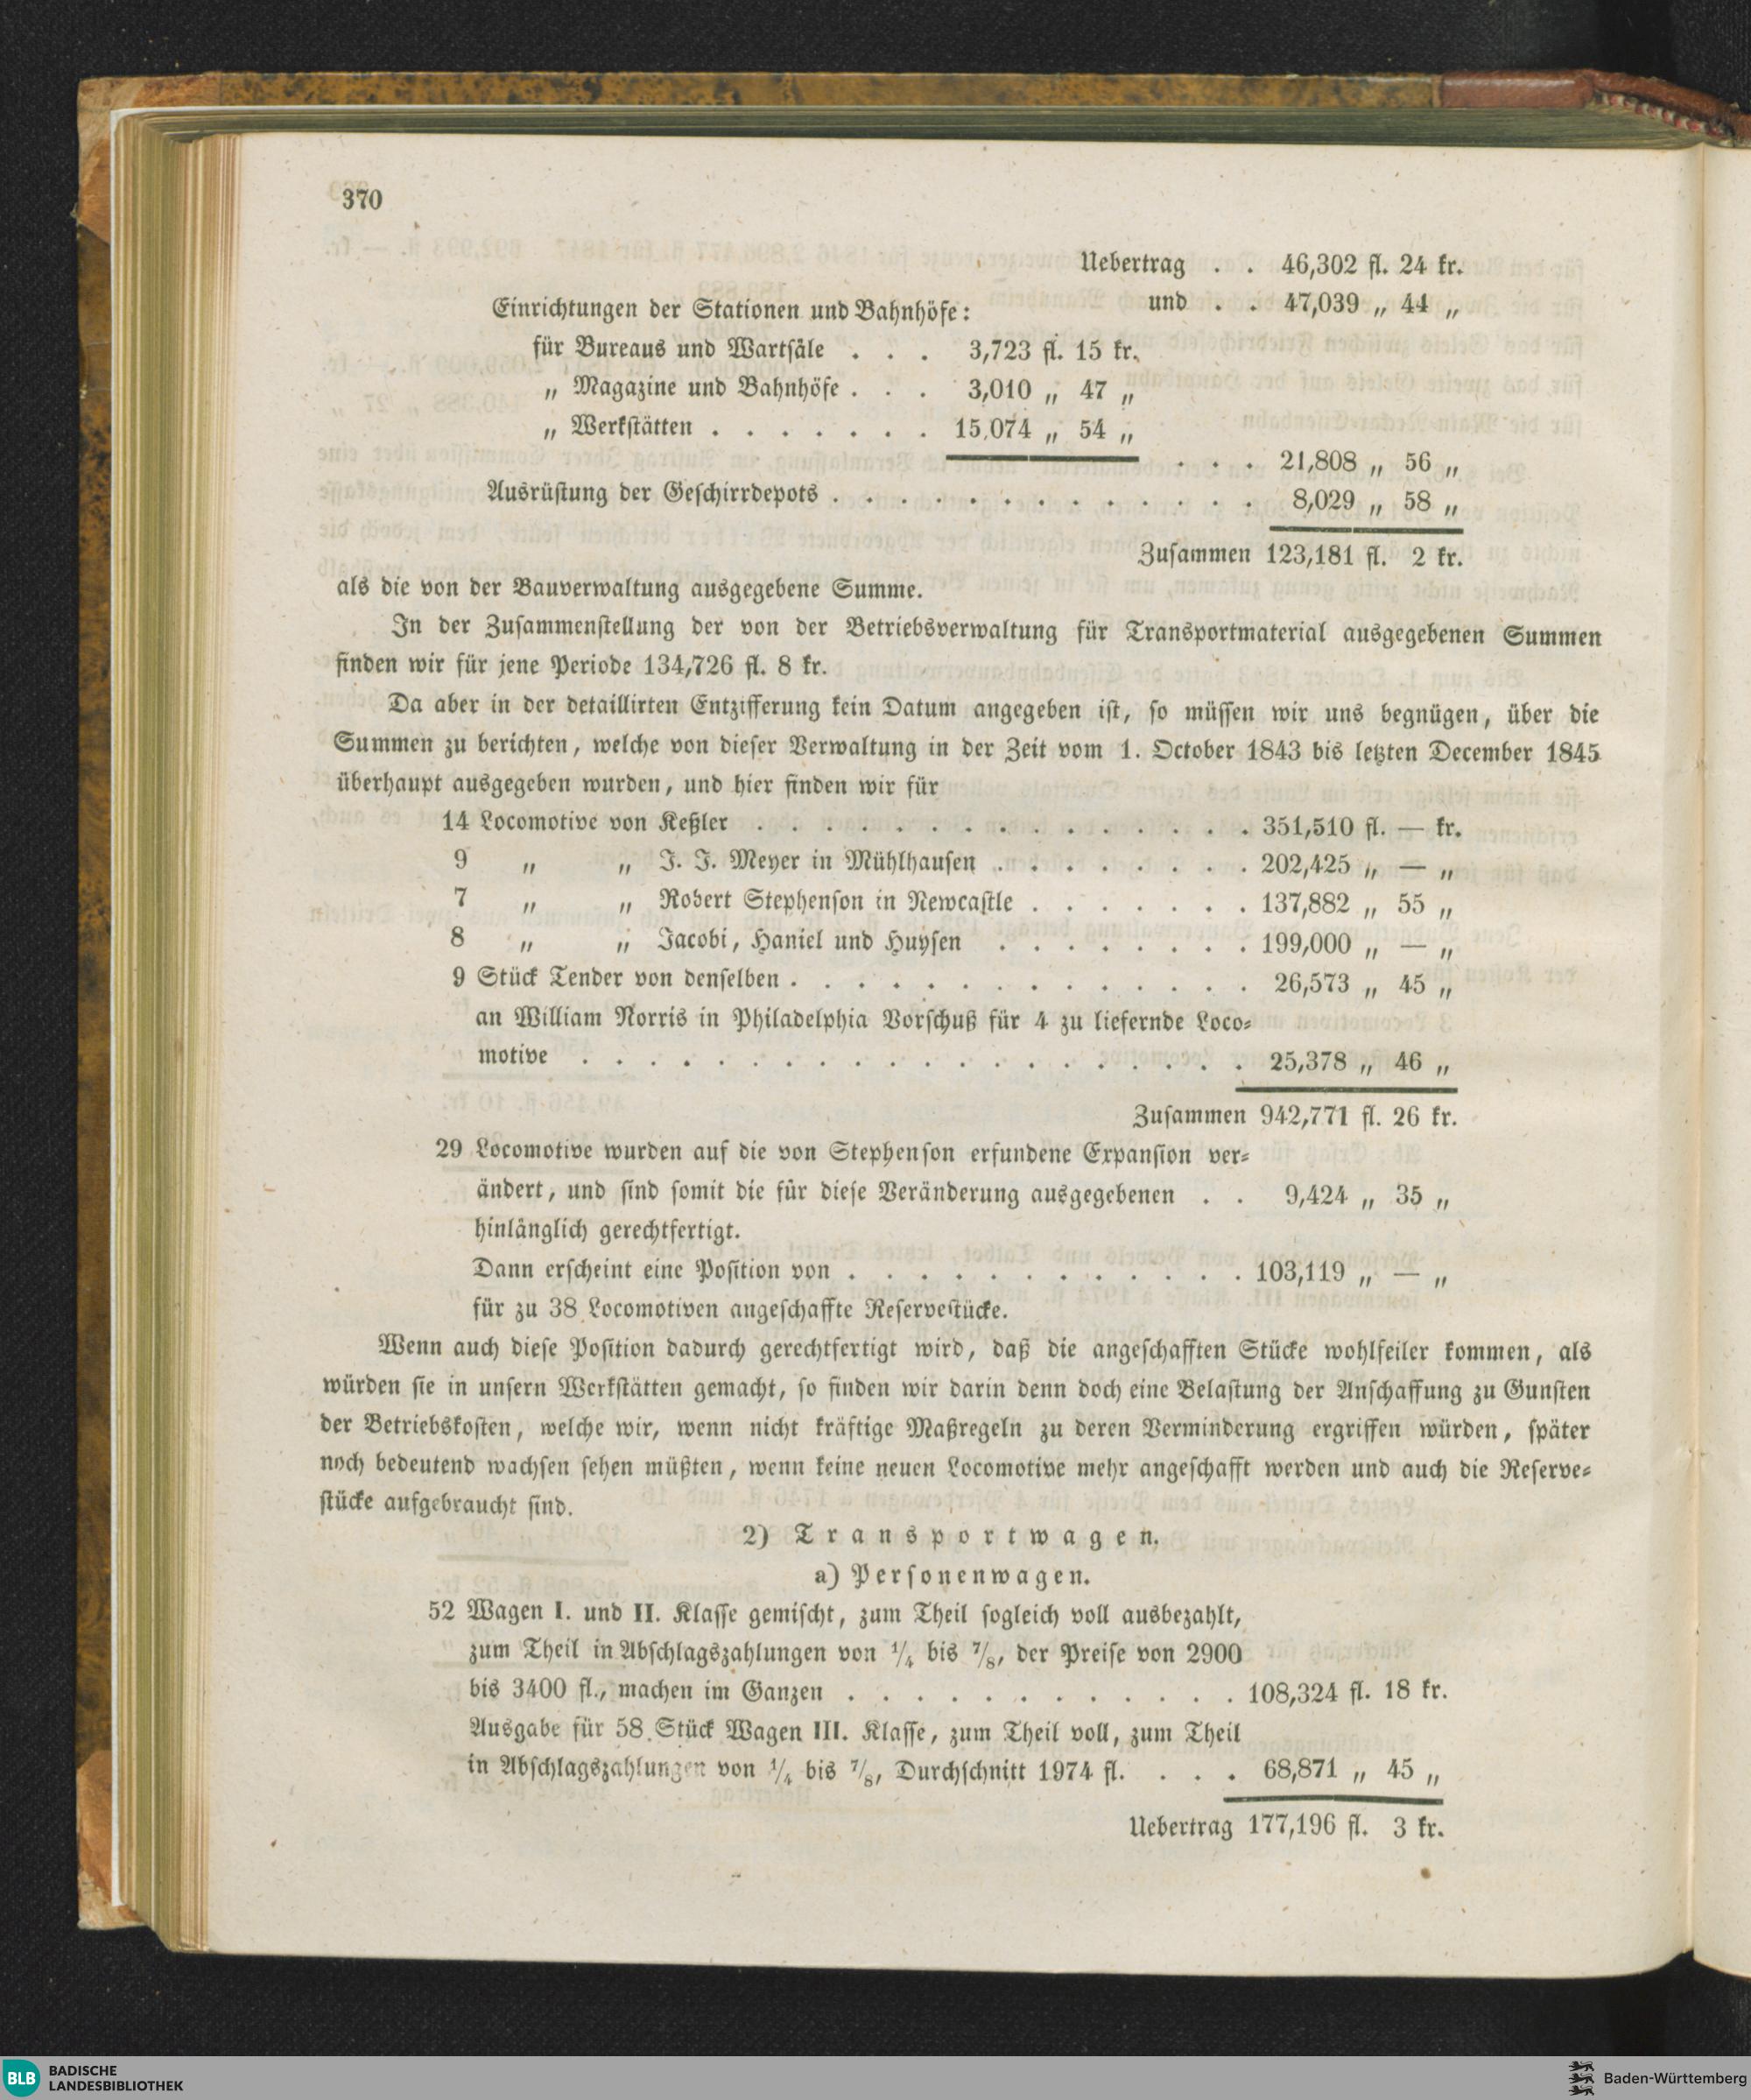 370
Uebertrag . . 46,302 fl. 24 kr.
und . . 47,039 „ 44 „
Einrichtungen der Stationen und Bahnhöfe:
für Bureaus und Wartsäle . . . 3,723 fl. 15 kr.
„ Magazine und Bahnhöfe . . . 3,010 „ 47 „
„ Werkstätten . . . . . . . 15,074 „ 54 „
. . . 21,808 „ 56 „
Ausrüstung der Geschirrdepots . . . . . . . . . . . . . 8,029 „ 58 „
Zusammen 123,181 fl. 2 kr.
als die von der Bauverwaltung ausgegebene Summe.
In der Zusammenstellung der von der Betriebsverwaltung für Transportmaterial ausgegebenen Summen
finden wir für jene Periode 134,726 fl. 8 kr.
Da aber in der detaillirten Entzifferung kein Datum angegeben ist, so müssen wir uns begnügen, über die
Summen zu berichten, welche von dieser Verwaltung in der Zeit vom 1. October 1843 bis letzten December 1845
überhaupt ausgegeben wurden, und hier finden wir für
14 Locomotive von Keßler . . . . . . . . . . . . . . . 351,510 fl. — kr.
9 „ „ J. J. Meyer in Mühlhausen . . . . . . . . 202,425 „ — „
7 „ „ Robert Stephenson in Newcastle . . . . . . . 137,882 „ 55 „
8 „ „ Jacobi, Haniel und Huysen . . . . . . . . 199,000 „ — „
9 Stück Tender von denselben . . . . . . . . . . . . . . 26,573 „ 45 „
an William Norris in Philadelphia Vorschuß für 4 zu liefernde Loco-
motive . . . . . . . . . . . . . . . . . . . . 25,378 „ 46 „
Zusammen 942,771 fl. 26 kr.
29 Locomotive wurden auf die von Stephenson erfundene Expansion ver-
ändert, und sind somit die für diese Veränderung ausgegebenen . . 9,424 „ 35 „
hinlänglich gerechtfertigt.
Dann erscheint eine Position von . . . . . . . . . . . . 103,119 „ — „
für zu 38 Locomotiven angeschaffte Reservestücke.
Wenn auch diese Position dadurch gerechtfertigt wird, daß die angeschafften Stücke wohlfeiler kommen, als
würden sie in unsern Werkstätten gemacht, so finden wir darin denn doch eine Belastung der Anschaffung zu Gunsten
der Betriebskosten, welche wir, wenn nicht kräftige Maßregeln zu deren Verminderung ergriffen würden, später
noch bedeutend wachsen sehen müßten, wenn keine neuen Locomotive mehr angeschafft werden und auch die Reserve-
stücke aufgebraucht sind.
2) Transportwagen.
a) Personenwagen.
52 Wagen I. und II. Klasse gemischt, zum Theil sogleich voll ausbezahlt,
zum Theil in Abschlagszahlungen von 1/4 bis 7/8, der Preise von 2900
bis 3400 fl., machen im Ganzen . . . . . . . . . . . . 108,324 fl. 18 kr.
Ausgabe für 58 Stück Wagen III. Klasse, zum Theil voll, zum Theil
in Abschlagszahlungen von 1/4 bis 7/8, Durchschnitt 1974 fl. . . . 68,871 „ 45 „
Uebertrag 177,196 fl. 3 kr.
BLB BADISCHE
LANDESBIBLIOTHEK
Baden-Württemberg